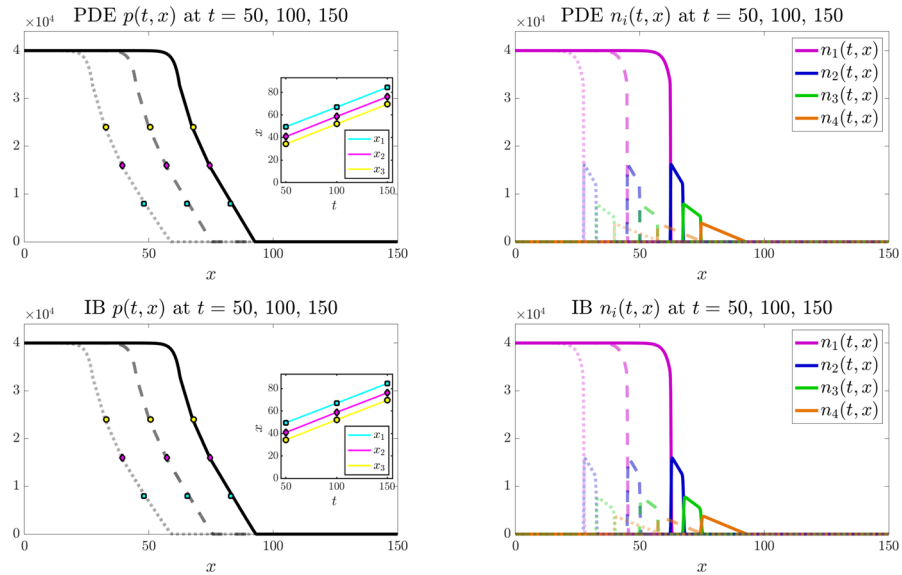 PDE p(t, x) at t = 50, 100, 150
×10⁴
4
3
2
1
0
0 50 100 150
x
x
80
60
40
20
0
50 100 150
t
x₁
x₂
x₃
PDE nᵢ(t, x) at t = 50, 100, 150
×10⁴
4
3
2
1
0
0 50 100 150
x
n₁(t, x)
n₂(t, x)
n₃(t, x)
n₄(t, x)
IB p(t, x) at t = 50, 100, 150
×10⁴
4
3
2
1
0
0 50 100 150
x
x
80
60
40
20
0
50 100 150
t
x₁
x₂
x₃
IB nᵢ(t, x) at t = 50, 100, 150
×10⁴
4
3
2
1
0
0 50 100 150
x
n₁(t, x)
n₂(t, x)
n₃(t, x)
n₄(t, x)